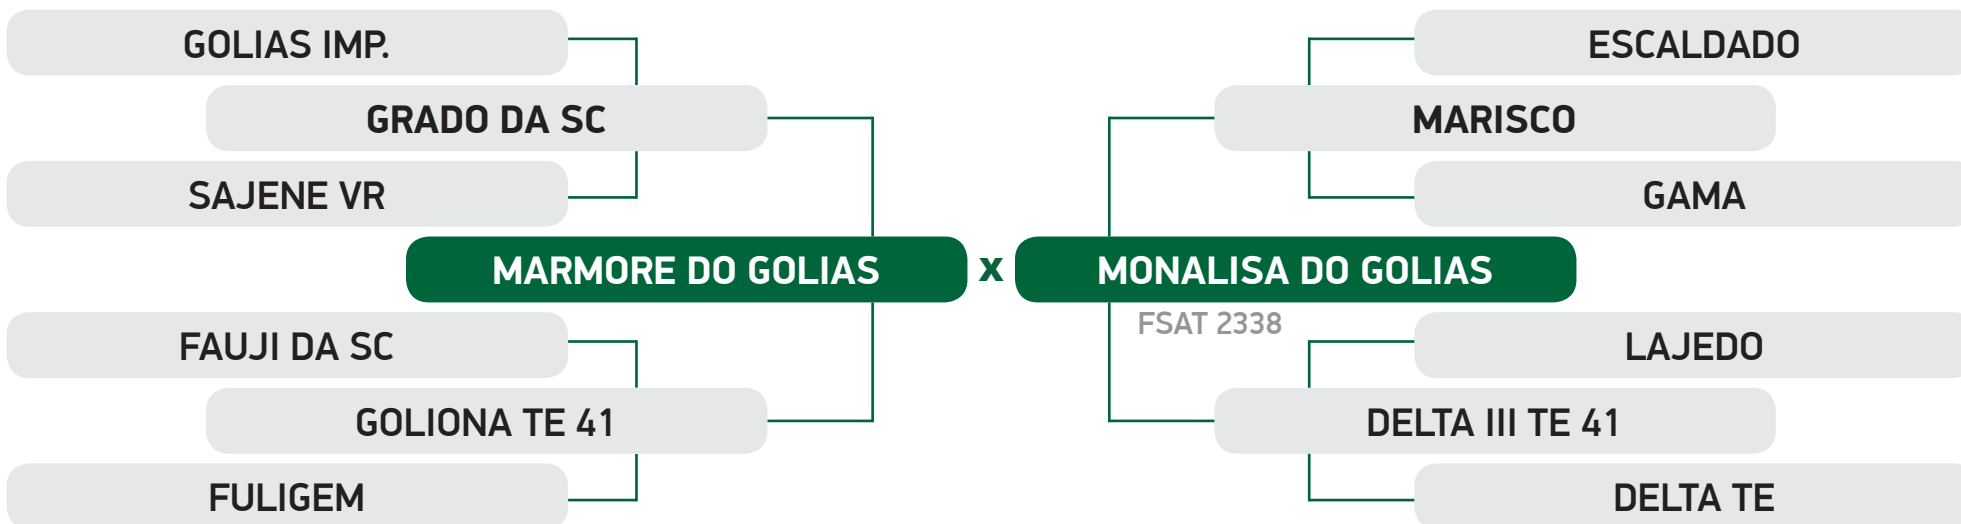 GOLIAS IMP.
ESCALDADO
GRADO DA SC
MARISCO
SAJENE VR
GAMA
MARMORE DO GOLIAS x MONALISA DO GOLIAS
FSAT 2338
FAUJI DA SC
LAJEDO
GOLIONA TE 41
DELTA III TE 41
FULIGEM
DELTA TE